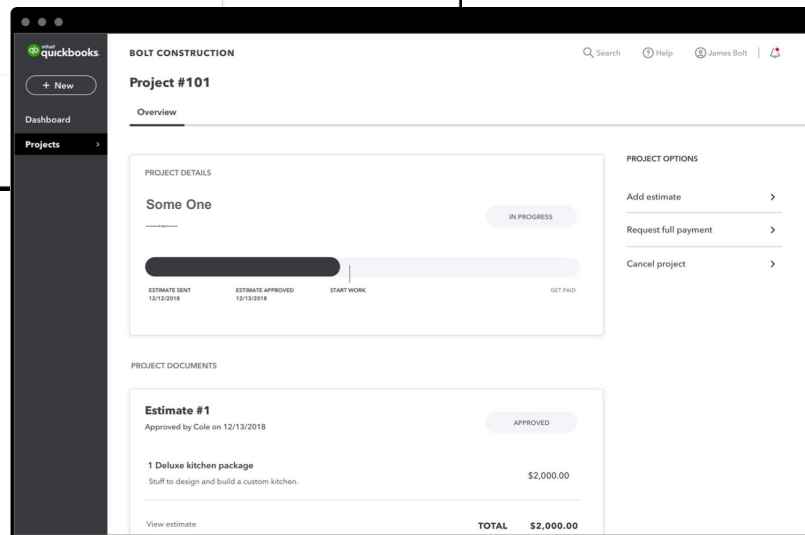 intuit
quickbooks.
+ New
Dashboard
Projects
BOLT CONSTRUCTION
Search Help James Bolt
Project #101
Overview
PROJECT DETAILS
Some One
IN PROGRESS
ESTIMATE SENT
12/12/2018
ESTIMATE APPROVED
12/13/2018
START WORK
GET PAID
PROJECT OPTIONS
Add estimate
Request full payment
Cancel project
PROJECT DOCUMENTS
Estimate #1
Approved by Cole on 12/13/2018
APPROVED
1 Deluxe kitchen package
Stuff to design and build a custom kitchen.
$2,000.00
View estimate
TOTAL $2,000.00